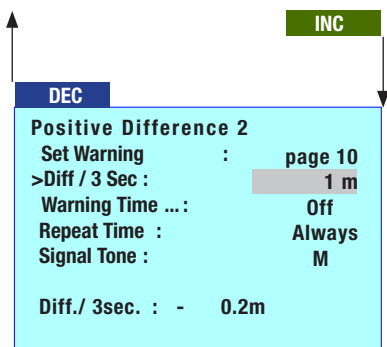 INC
DEC
Positive Difference 2
Set Warning : page 10
>Diff / 3 Sec : 1 m
Warning Time ... : Off
Repeat Time : Always
Signal Tone : M
Diff./ 3sec. : - 0.2m